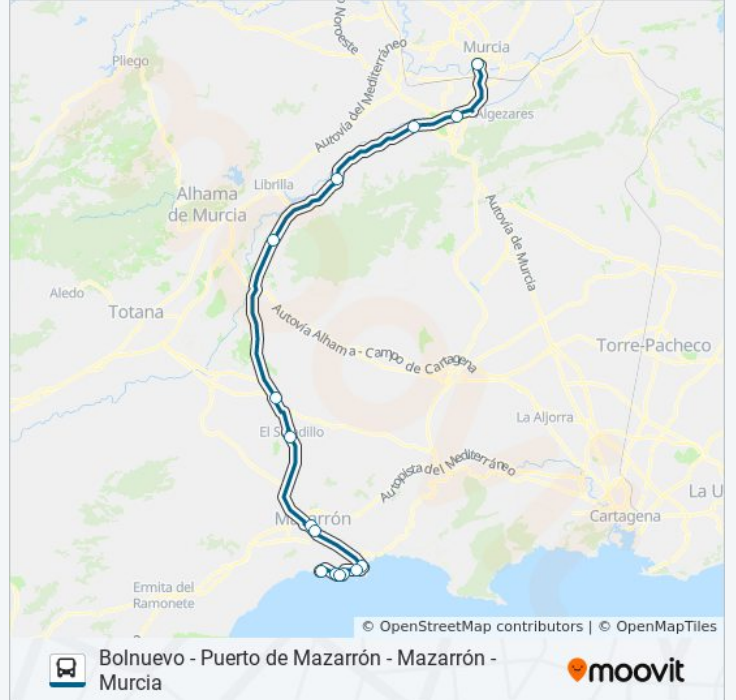 Noroeste
Murcia
Pliego
Autovía del Mediterráneo
Algezares
Librilla
Alhama
de Murcia
Autovía de Murcia
Aledo
Totana
Autovía Alhama - Campo de Cartagena
Torre-Pacheco
La Aljorra
Autopista del Mediterráneo
La U
Mazarrón
Cartagena
Ermita del
Ramonete
© OpenStreetMap contributors | © OpenMapTiles
Bolnuevo - Puerto de Mazarrón - Mazarrón -
Murcia
moovit